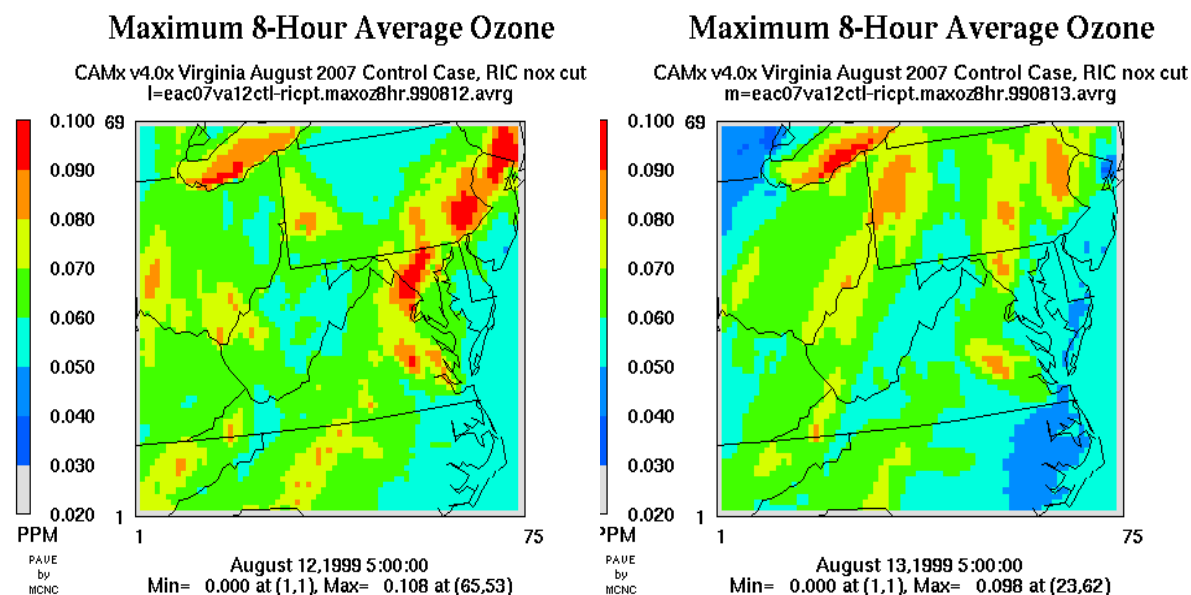 Maximum 8-Hour Average Ozone
CAMx v4.0x Virginia August 2007 Control Case, RIC nox cut
l=eac07va12ctl-ricpt.maxoz8hr.990812.avrg
0.100
0.090
0.080
0.070
0.060
0.050
0.040
0.030
0.020
PPM
PAVE
by
MCNC
69
1
1
75
August 12,1999 5:00:00
Min= 0.000 at (1,1), Max= 0.108 at (65,53)
Maximum 8-Hour Average Ozone
CAMx v4.0x Virginia August 2007 Control Case, RIC nox cut
m=eac07va12ctl-ricpt.maxoz8hr.990813.avrg
0.100
0.090
0.080
0.070
0.060
0.050
0.040
0.030
0.020
PPM
PAVE
by
MCNC
69
1
1
75
August 13,1999 5:00:00
Min= 0.000 at (1,1), Max= 0.098 at (23,62)